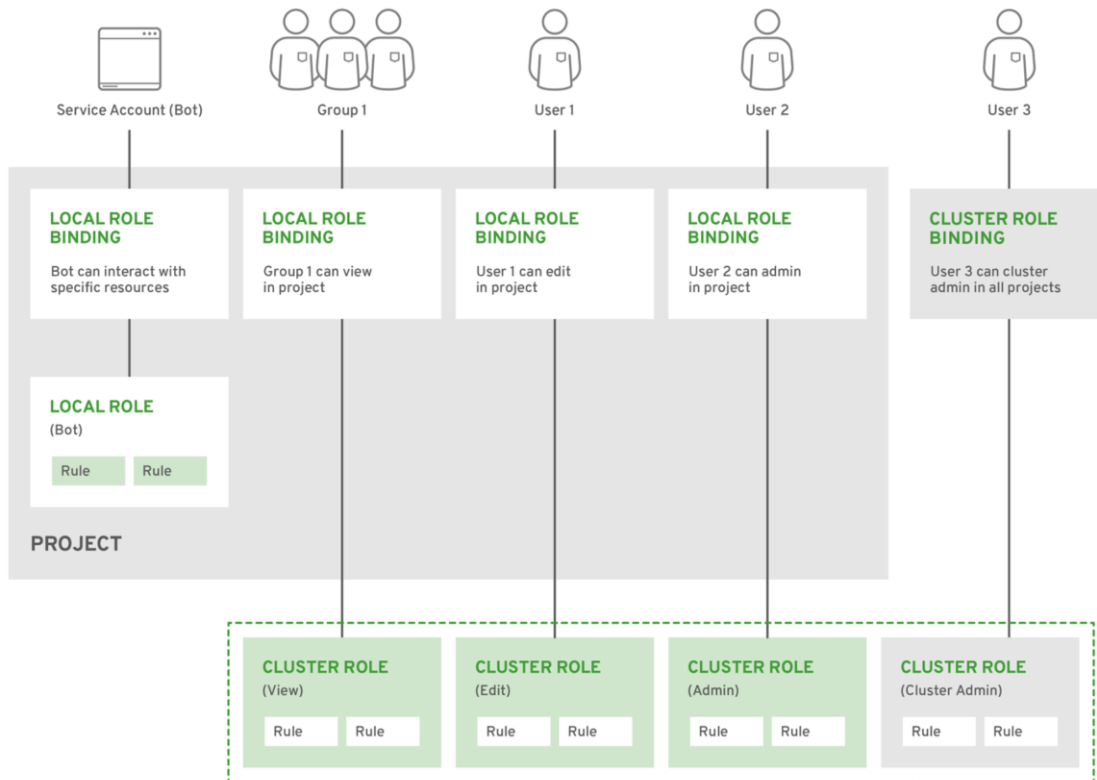 Service Account (Bot)
Group 1
User 1
User 2
User 3
LOCAL ROLE
BINDING
Bot can interact with
specific resources
LOCAL ROLE
BINDING
Group 1 can view
in project
LOCAL ROLE
BINDING
User 1 can edit
in project
LOCAL ROLE
BINDING
User 2 can admin
in project
CLUSTER ROLE
BINDING
User 3 can cluster
admin in all projects
LOCAL ROLE
(Bot)
Rule
Rule
PROJECT
CLUSTER ROLE
(View)
Rule
Rule
CLUSTER ROLE
(Edit)
Rule
Rule
CLUSTER ROLE
(Admin)
Rule
Rule
CLUSTER ROLE
(Cluster Admin)
Rule
Rule